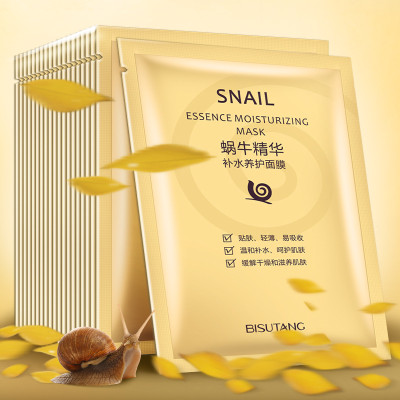 SNAIL
ESSENCE MOISTURIZING
MASK
蜗牛精华
补水养护面膜
贴肤、轻薄、易吸收
温和补水、呵护肌肤
缓解干燥和滋养肌肤
BISUTANG